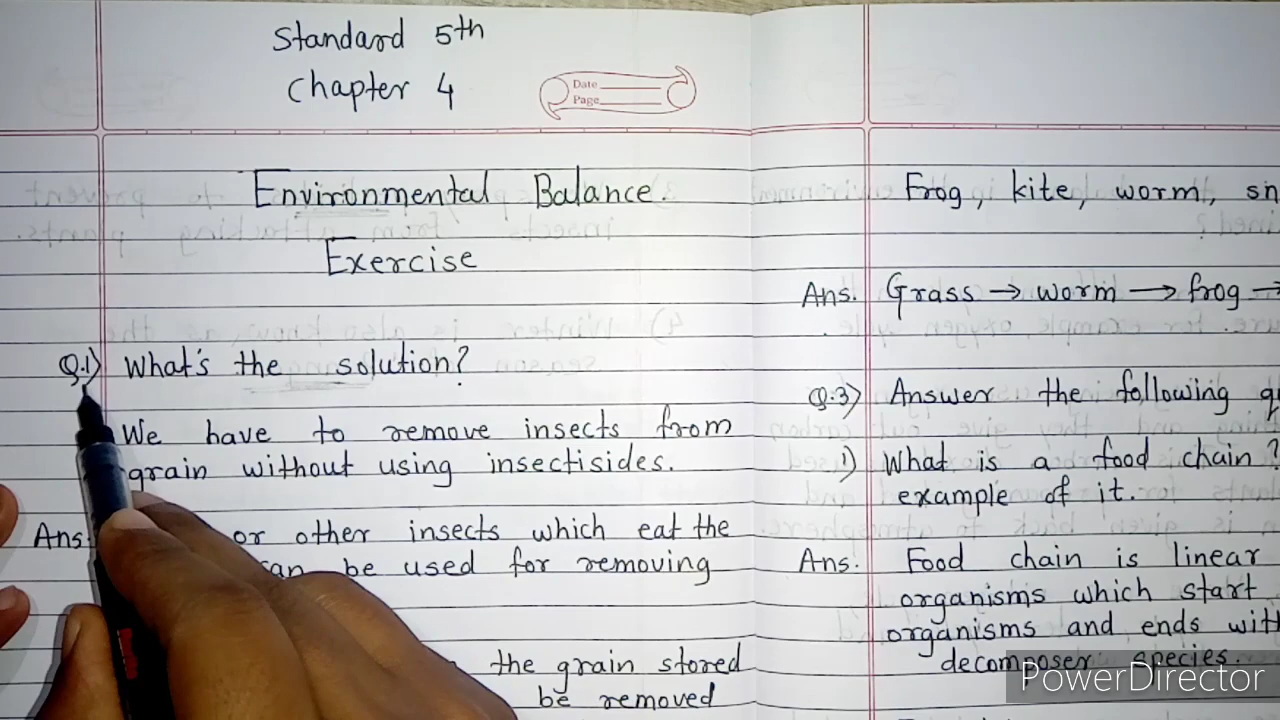 Standard 5th
Chapter 4
Date
Page
Environmental Balance.
Exercise
Q.1) What's the solution?
We have to remove insects from
grain without using insectisides.
Ans. or other insects which eat the
can be used for removing
the grain stored
be removed
Frog, kite, worm,
Ans. Grass → worm → frog →
Q.3) Answer the following
1) What is a food chain?
example of it.
Ans. Food chain is linear
organisms which start
organisms and ends
decomposer species.
PowerDirector